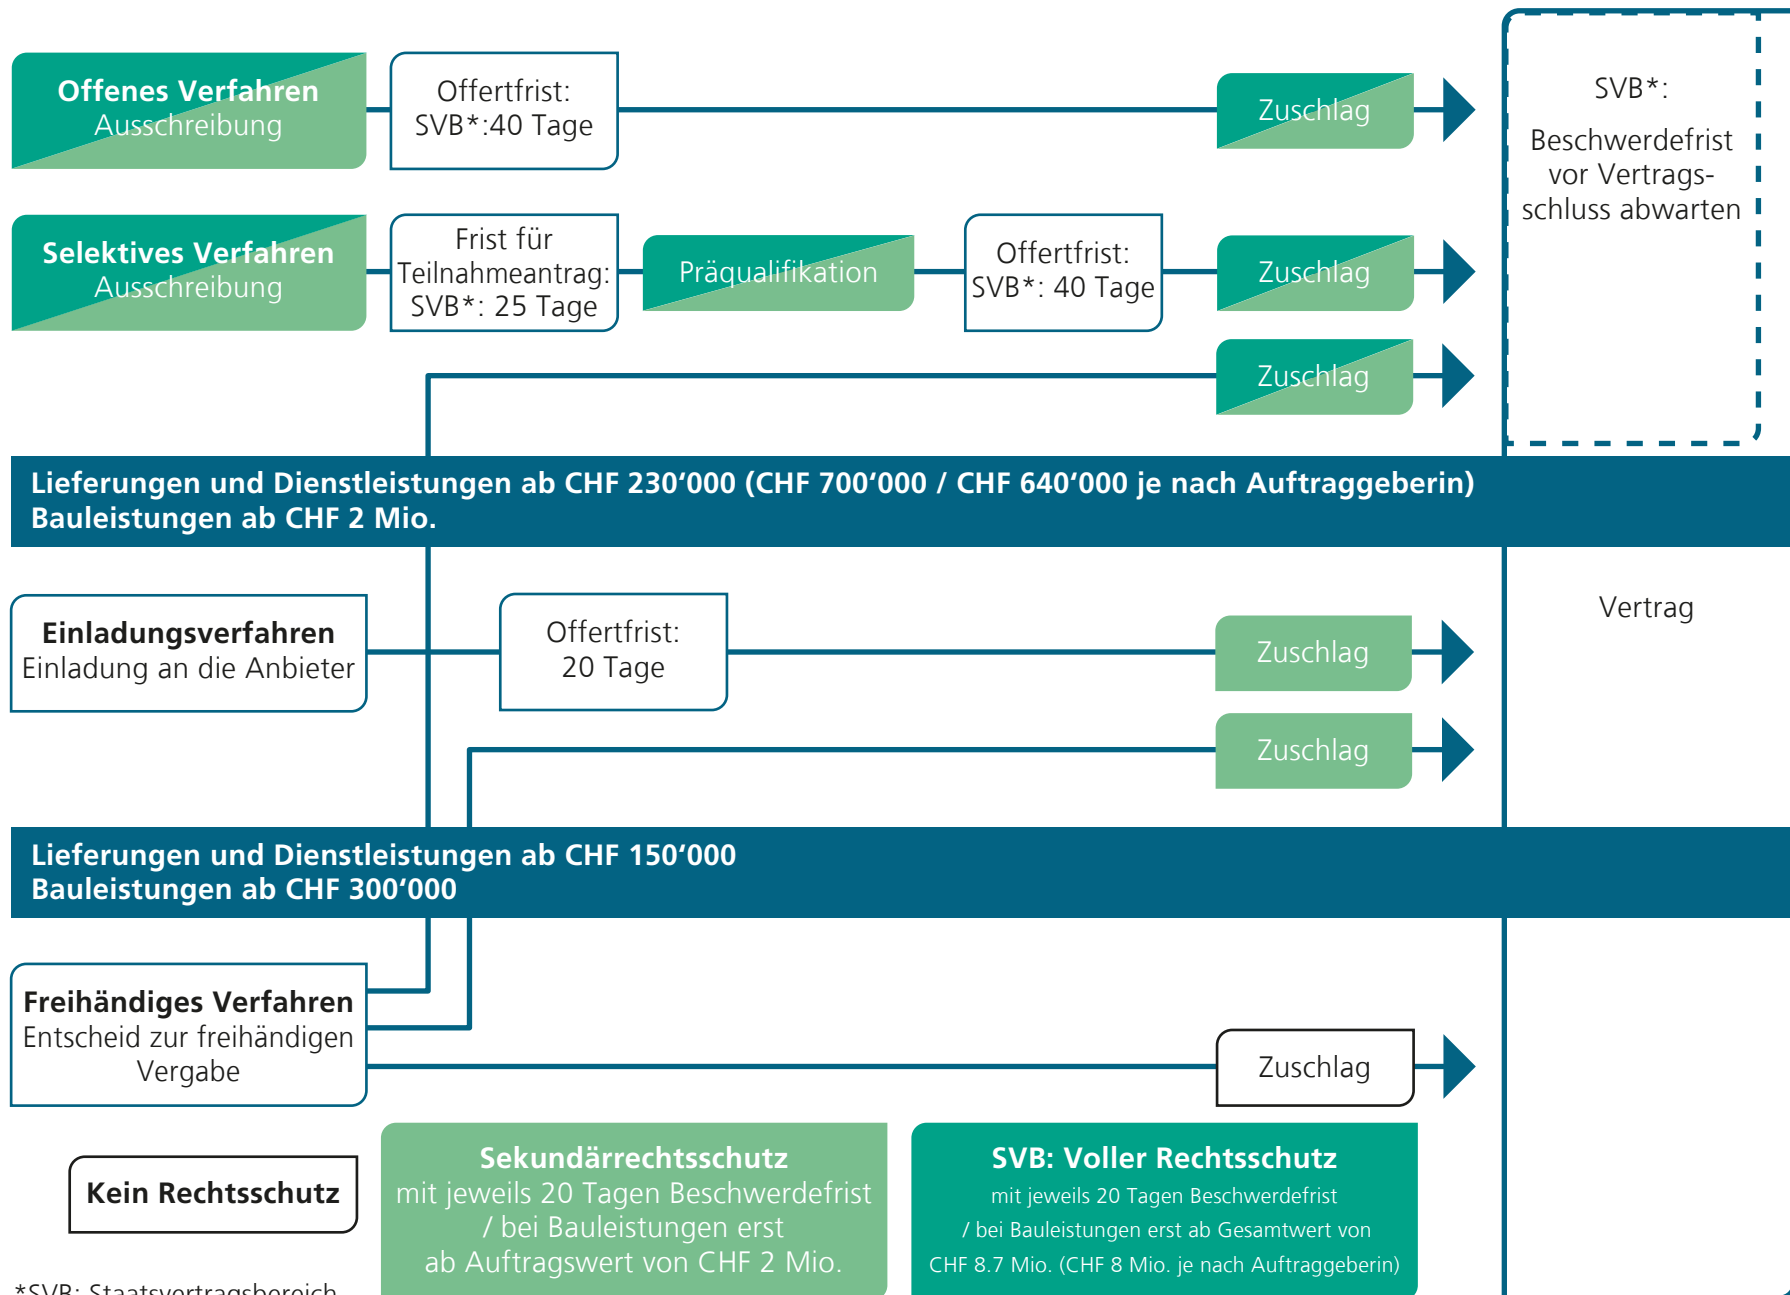 Offenes Verfahren
Ausschreibung
Offertfrist:
SVB*:40 Tage
Zuschlag
SVB*:
Beschwerdefrist
vor Vertrags-
schluss abwarten
Selektives Verfahren
Ausschreibung
Frist für
Teilnahmeantrag:
SVB*: 25 Tage
Präqualifikation
Offertfrist:
SVB*: 40 Tage
Zuschlag
Zuschlag
Lieferungen und Dienstleistungen ab CHF 230‘000 (CHF 700‘000 / CHF 640‘000 je nach Auftraggeberin)
Bauleistungen ab CHF 2 Mio.
Einladungsverfahren
Einladung an die Anbieter
Offertfrist:
20 Tage
Zuschlag
Vertrag
Zuschlag
Lieferungen und Dienstleistungen ab CHF 150‘000
Bauleistungen ab CHF 300‘000
Freihändiges Verfahren
Entscheid zur freihändigen
Vergabe
Zuschlag
Kein Rechtsschutz
Sekundärrechtsschutz
mit jeweils 20 Tagen Beschwerdefrist
/ bei Bauleistungen erst
ab Auftragswert von CHF 2 Mio.
SVB: Voller Rechtsschutz
mit jeweils 20 Tagen Beschwerdefrist
/ bei Bauleistungen erst ab Gesamtwert von
CHF 8.7 Mio. (CHF 8 Mio. je nach Auftraggeberin)
*SVB: Staatsvertragsbereich